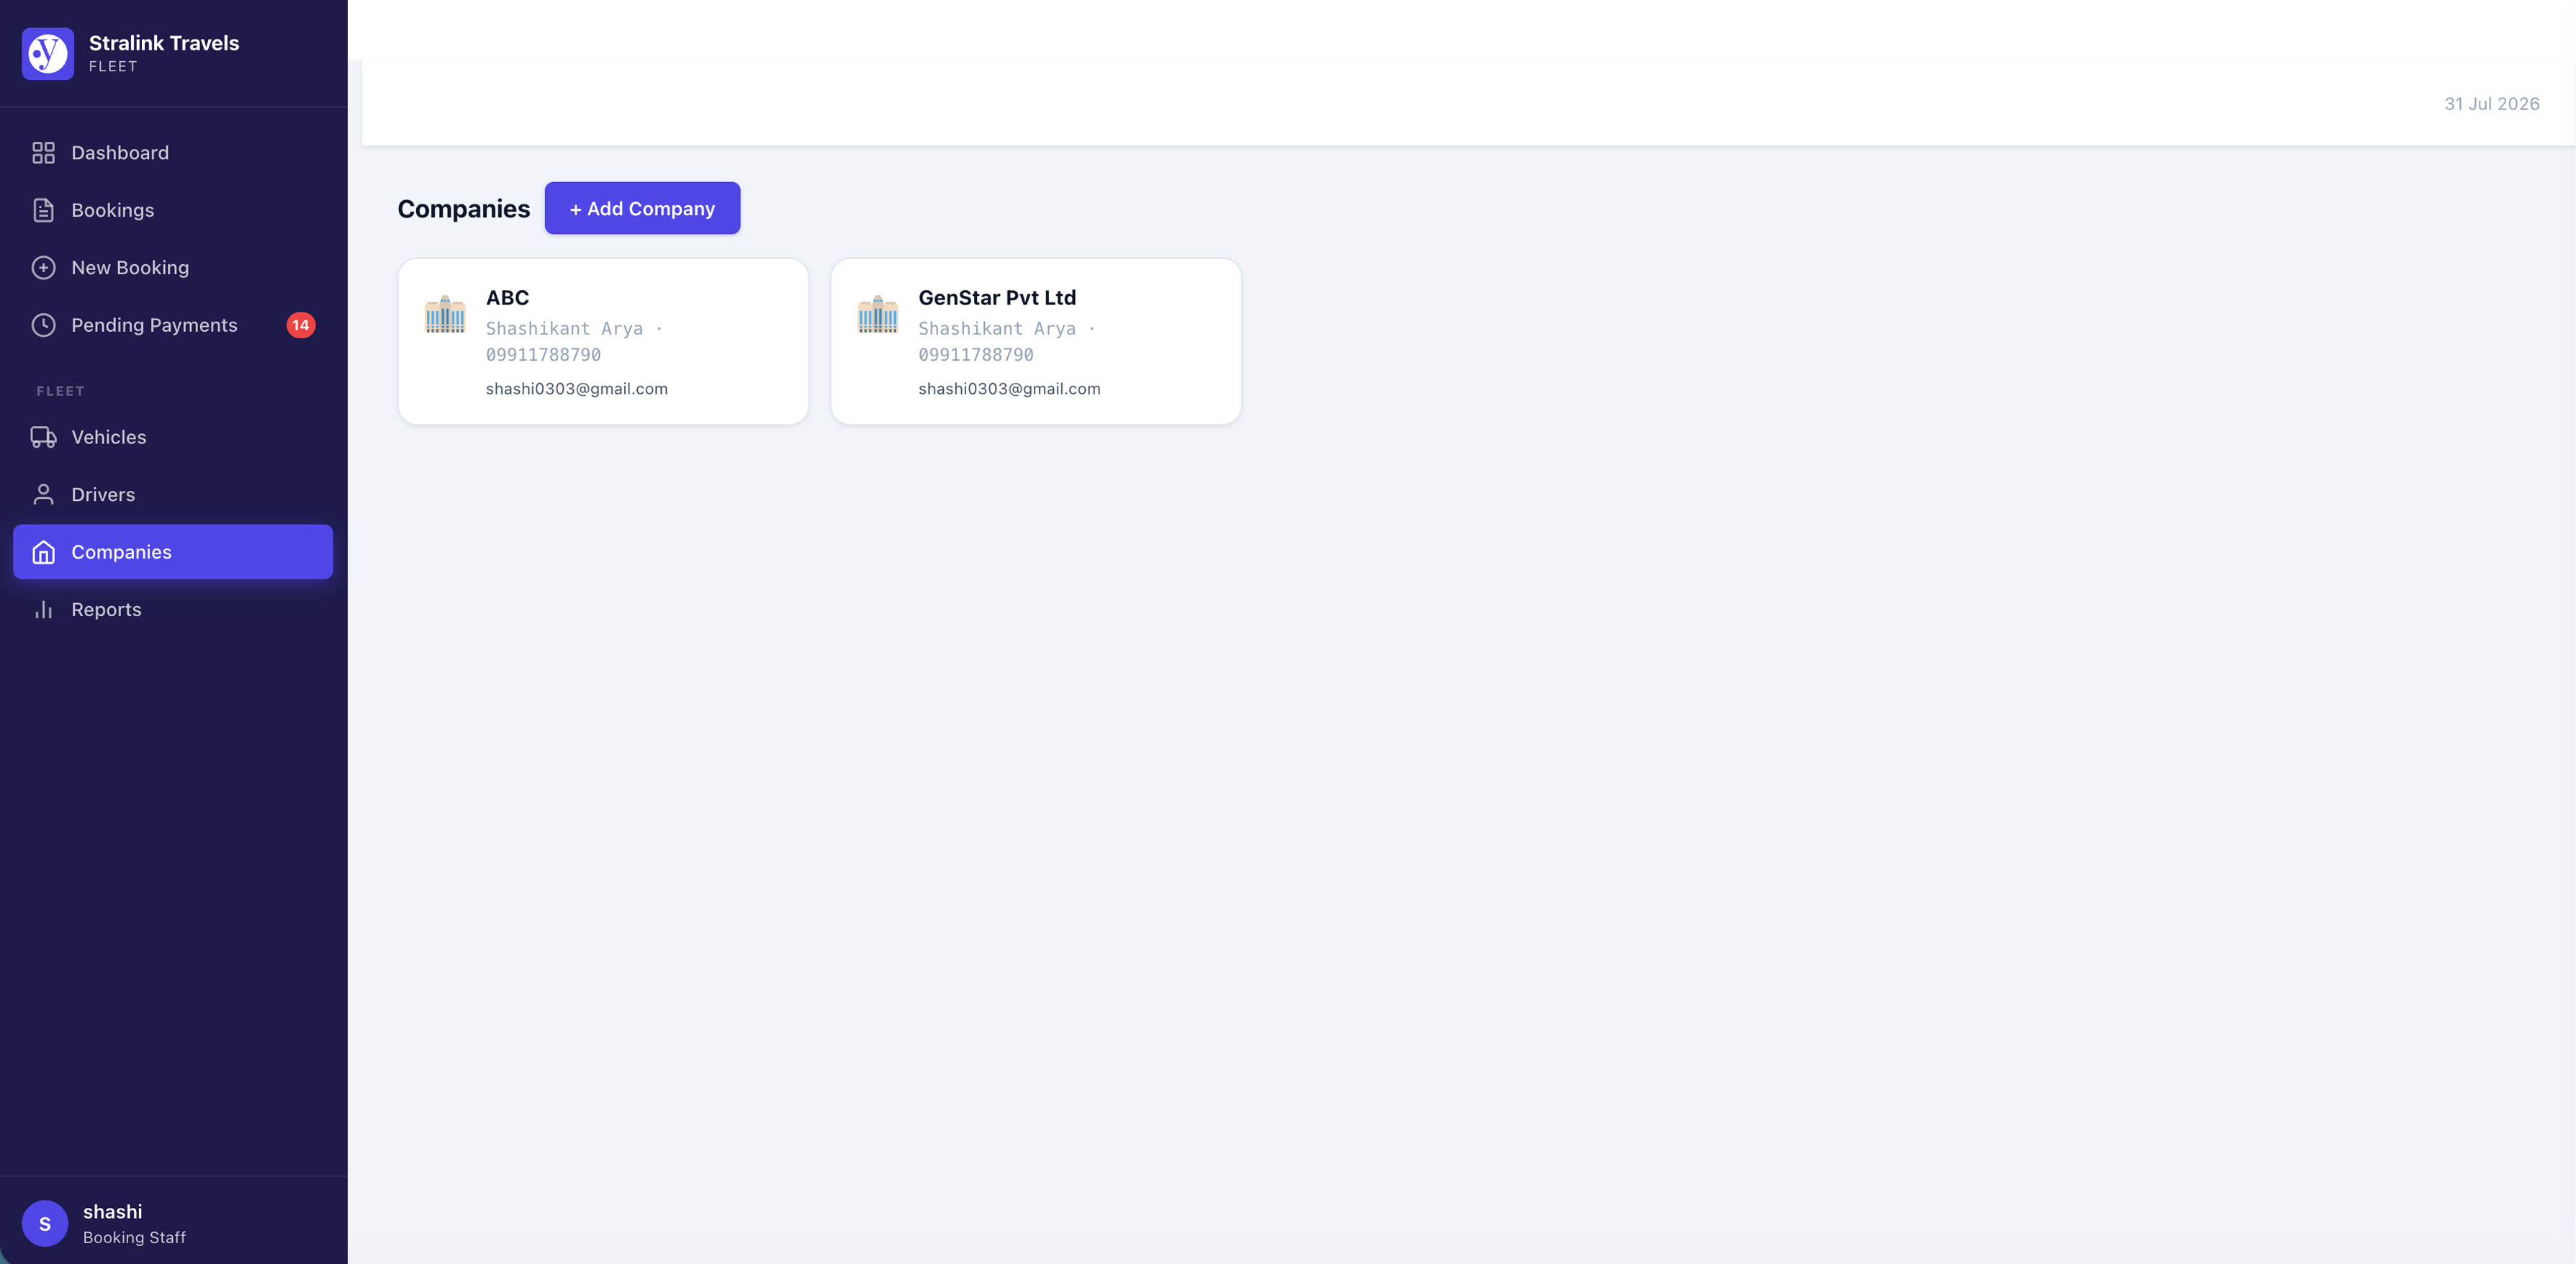 Stralink Travels
FLEET
Dashboard
Bookings
New Booking
Pending Payments 14
FLEET
Vehicles
Drivers
Companies
Reports
S
shashi
Booking Staff
31 Jul 2026
Companies + Add Company
ABC
Shashikant Arya ·
09911788790
shashi0303@gmail.com
GenStar Pvt Ltd
Shashikant Arya ·
09911788790
shashi0303@gmail.com